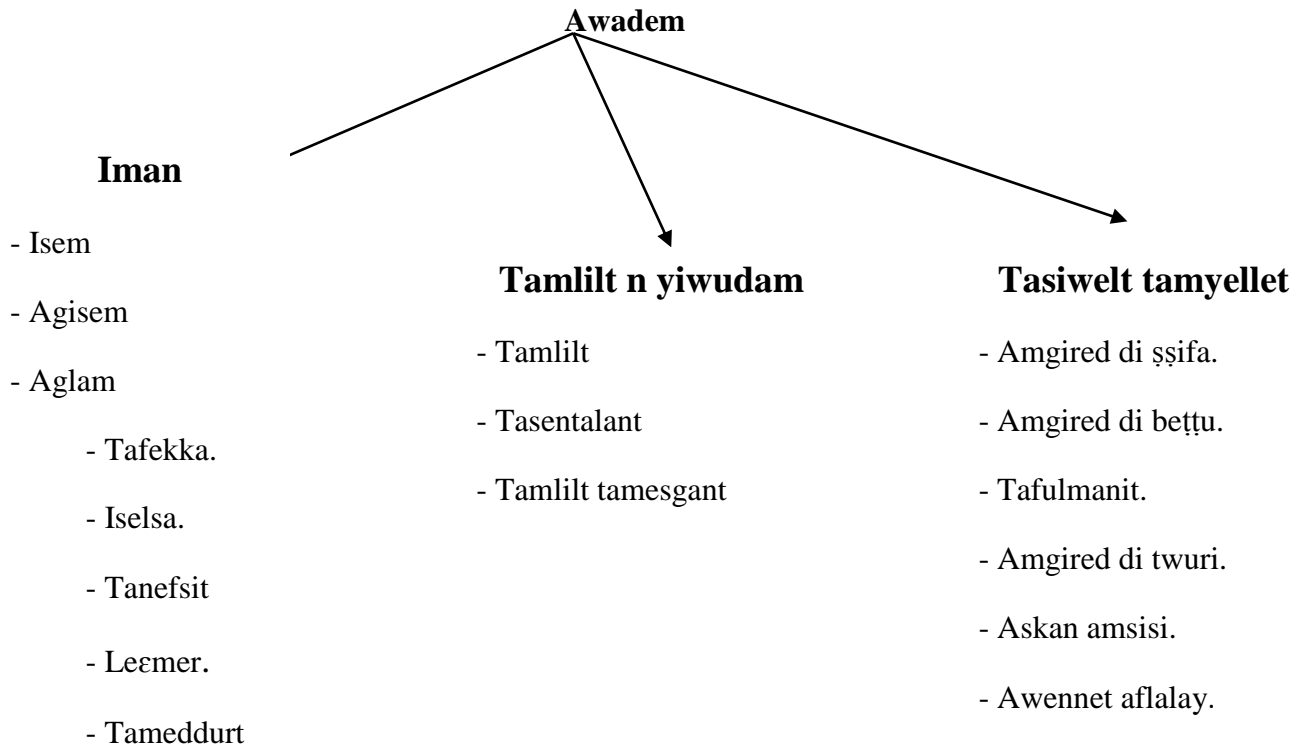 Awadem
Iman
- Isem
- Agisem
- Aglam
- Tafekka.
- Iselsa.
- Tanefsit
- Leεmer.
- Tameddurt
Tamlilt n yiwudam
- Tamlilt
- Tasentalant
- Tamlilt tamesgant
Tasiwelt tamyellet
- Amgired di ṣṣifa.
- Amgired di beṭṭu.
- Tafulmanit.
- Amgired di twuri.
- Askan amsisi.
- Awennet aflalay.